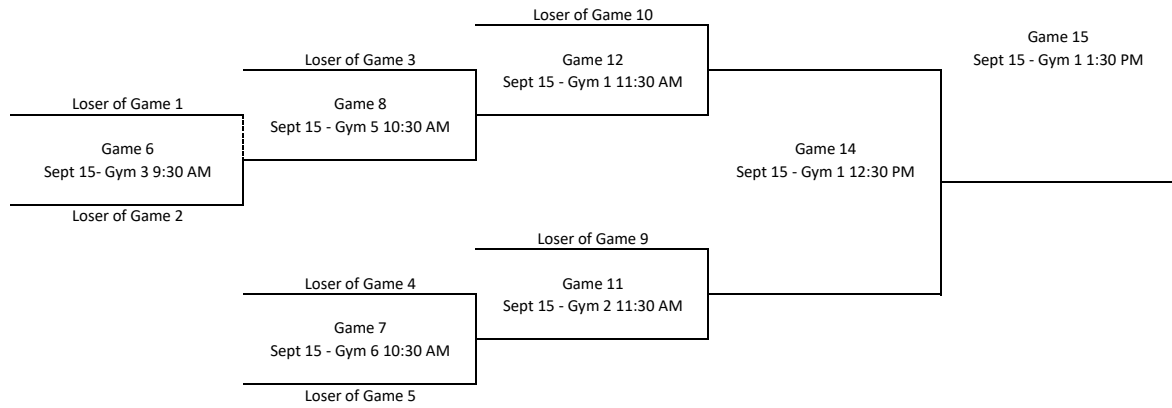 Loser of Game 10
Game 15
Sept 15 - Gym 1 1:30 PM
Loser of Game 3
Game 12
Sept 15 - Gym 1 11:30 AM
Loser of Game 1
Game 8
Sept 15 - Gym 5 10:30 AM
Game 6
Sept 15- Gym 3 9:30 AM
Game 14
Sept 15 - Gym 1 12:30 PM
Loser of Game 2
Loser of Game 9
Loser of Game 4
Game 11
Sept 15 - Gym 2 11:30 AM
Game 7
Sept 15 - Gym 6 10:30 AM
Loser of Game 5